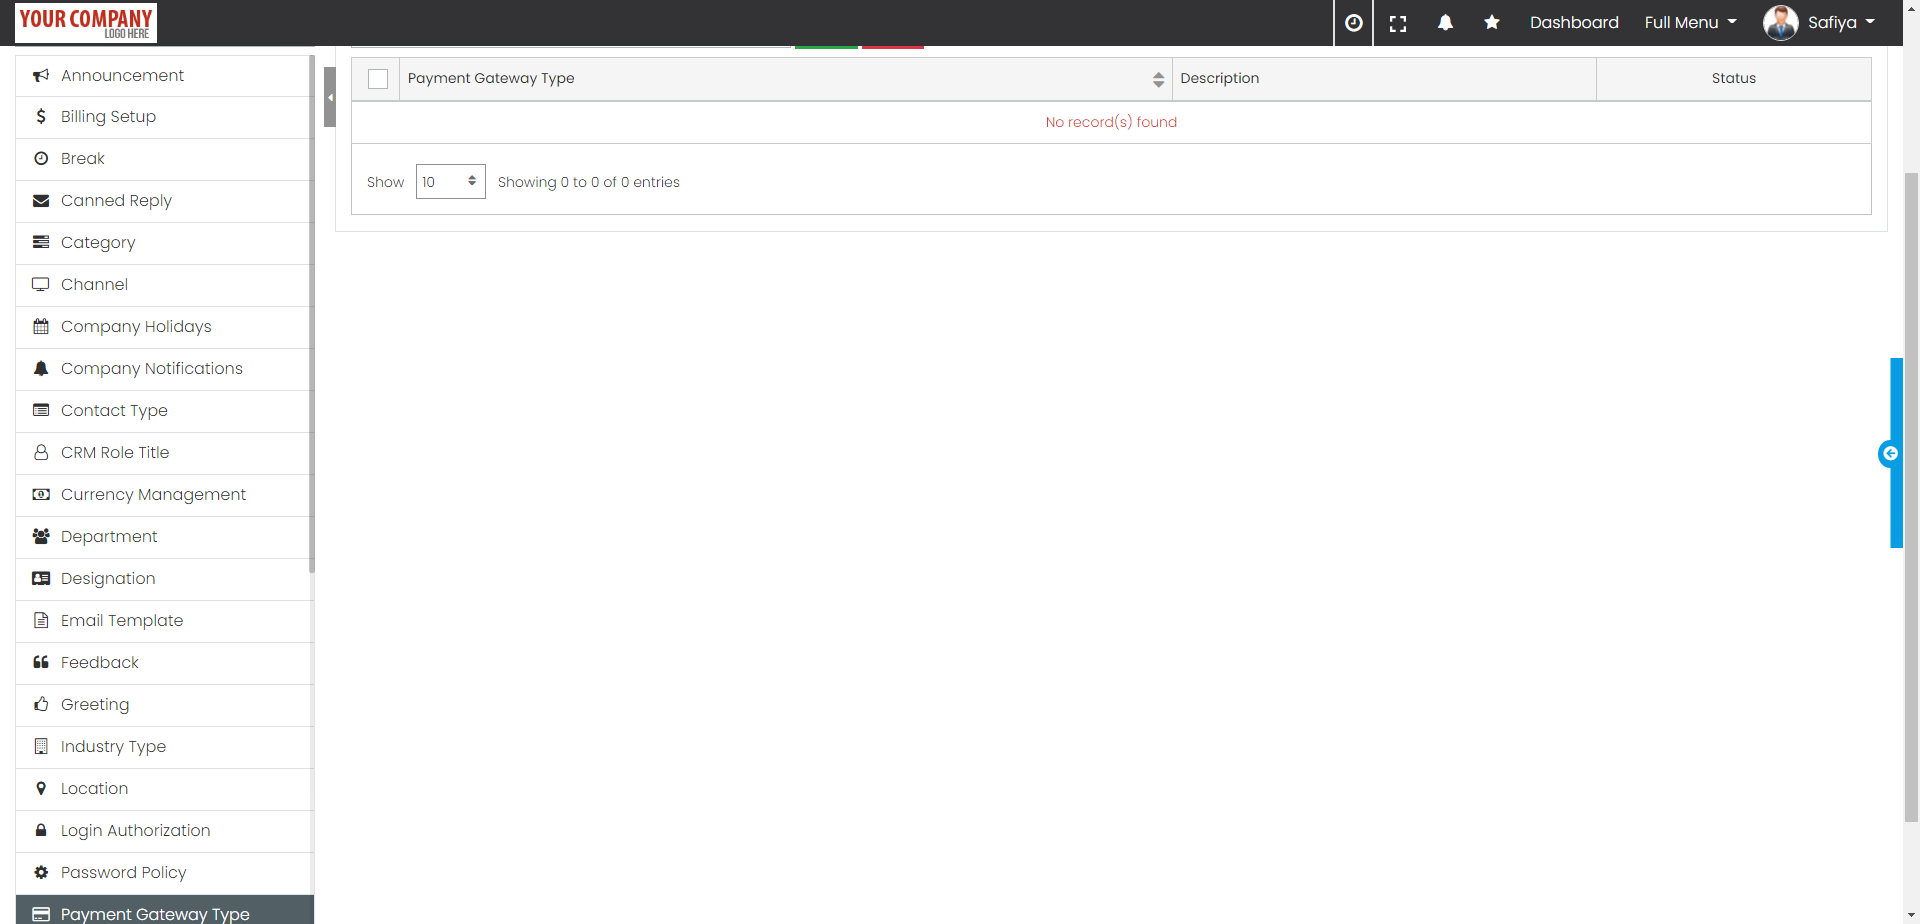 YOUR COMPANY
LOGO HERE
Dashboard
Full Menu
Safiya
Announcement
Billing Setup
Break
Canned Reply
Category
Channel
Company Holidays
Company Notifications
Contact Type
CRM Role Title
Currency Management
Department
Designation
Email Template
Feedback
Greeting
Industry Type
Location
Login Authorization
Password Policy
Payment Gateway Type
Payment Gateway Type Description Status
No record(s) found
Show 10 Showing 0 to 0 of 0 entries